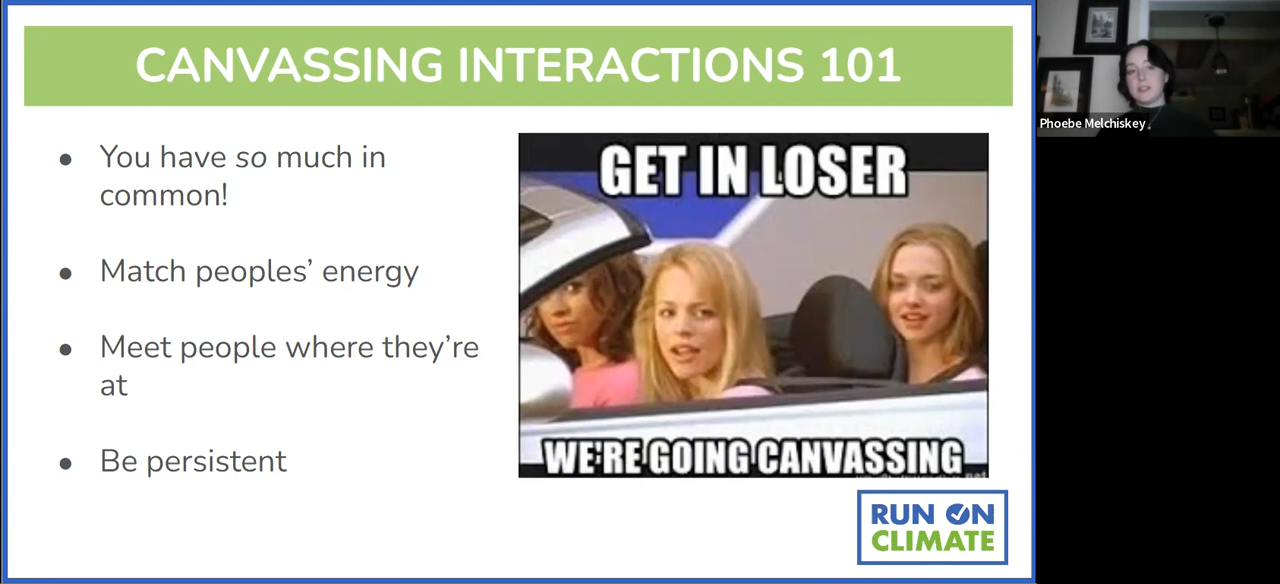 CANVASSING INTERACTIONS 101
You have so much in
common!
Match peoples’ energy
Meet people where they’re
at
Be persistent
GET IN LOSER
WE'RE GOING CANVASSING
RUN ON
CLIMATE
Phoebe Melchiskey